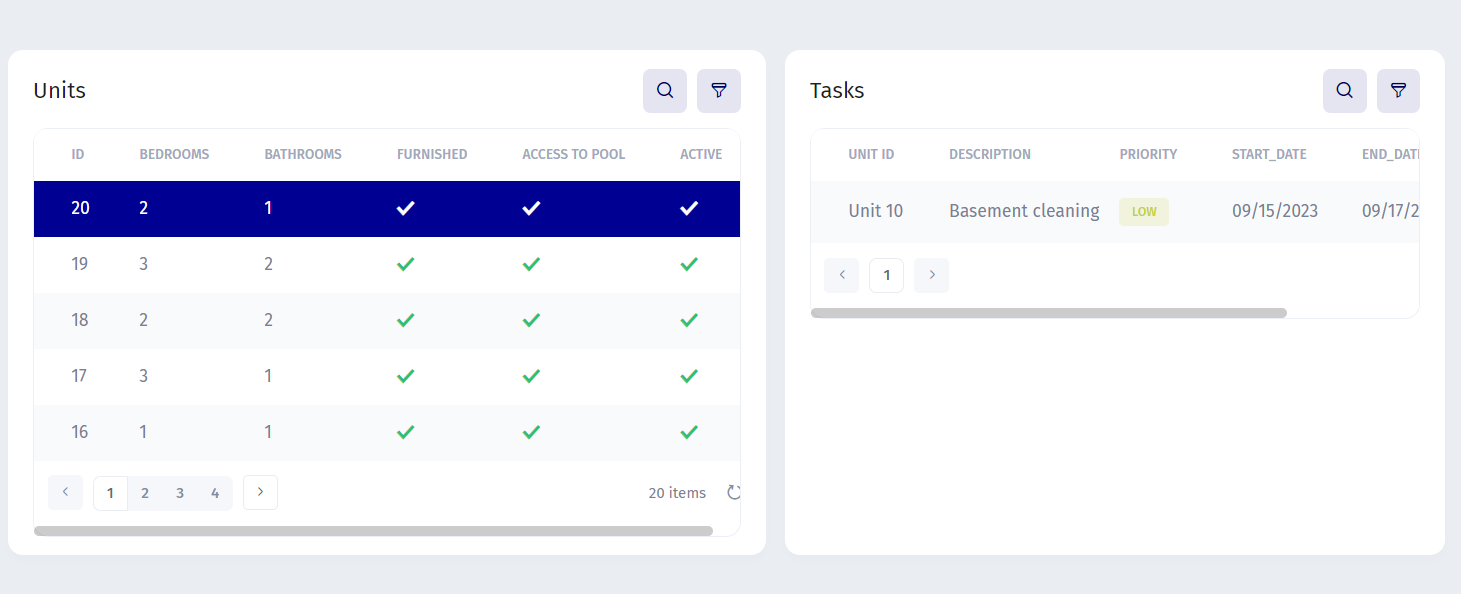 Units
ID BEDROOMS BATHROOMS FURNISHED ACCESS TO POOL ACTIVE
20 2 1
19 3 2
18 2 2
17 3 1
16 1 1
1 2 3 4 20 items
Tasks
UNIT ID DESCRIPTION PRIORITY START_DATE END_DAT
Unit 10 Basement cleaning LOW 09/15/2023 09/17/2
1